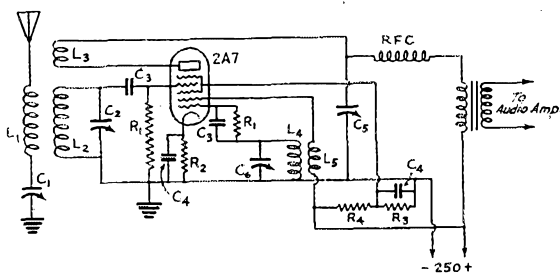 RFC
L₃
2A7
C₃
To
Audio Amp.
C₂
L₁
L₂
R₁
C₃
R₁
L₄
L₅
C₅
C₁
C₄
R₂
C₆
C₄
R₄
R₃
- 250 +